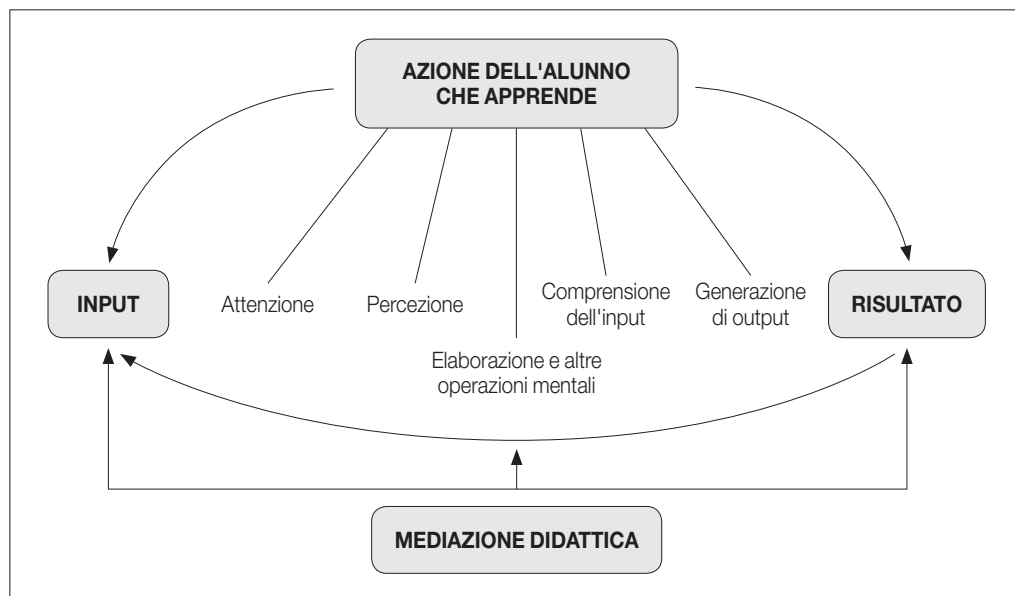 AZIONE DELL'ALUNNO
CHE APPRENDE
INPUT
Attenzione
Percezione
Elaborazione e altre
operazioni mentali
Comprensione
dell'input
Generazione
di output
RISULTATO
MEDIAZIONE DIDATTICA